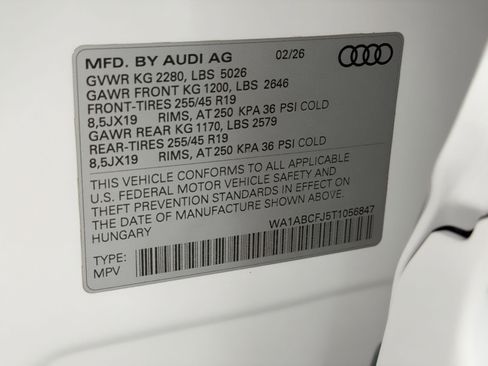 MFD. BY AUDI AG 02/26
GVWR KG 2280, LBS 5026
GAWR FRONT KG 1200, LBS 2646
FRONT-TIRES 255/45 R19
8,5JX19 RIMS, AT 250 KPA 36 PSI COLD
GAWR REAR KG 1170, LBS 2579
REAR-TIRES 255/45 R19
8,5JX19 RIMS, AT 250 KPA 36 PSI COLD
THIS VEHICLE CONFORMS TO ALL APPLICABLE
U.S. FEDERAL MOTOR VEHICLE SAFETY AND
THEFT PREVENTION STANDARDS IN EFFECT ON
THE DATE OF MANUFACTURE SHOWN ABOVE.
HUNGARY WA1ABCFJ5T1056847
TYPE:
MPV